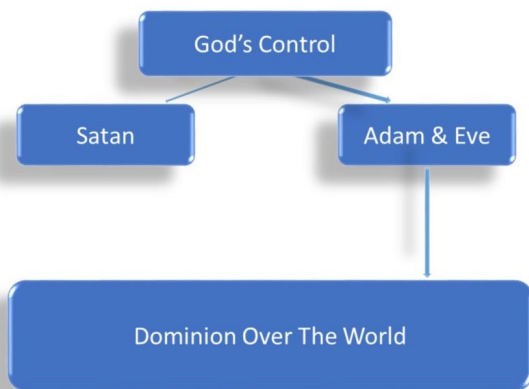 God's Control
Satan
Adam & Eve
Dominion Over The World